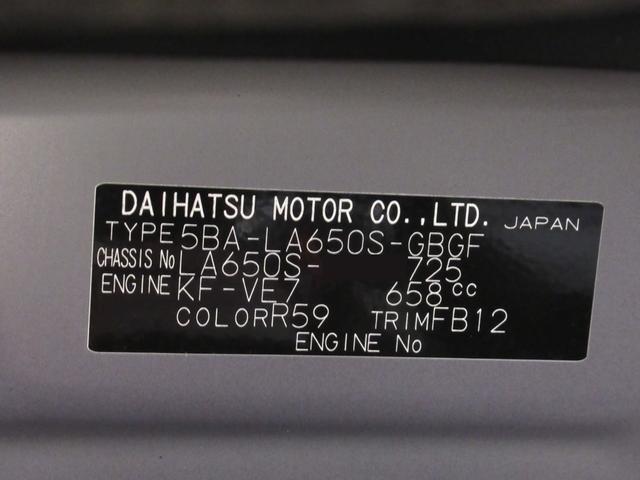 DAIHATSU MOTOR CO.,LTD. JAPAN
TYPE 5BA-LA650S-GBGF
CHASSIS No LA650S- 725
ENGINE KF-VE7 658cc
COLOR R59 TRIM FB12
ENGINE No